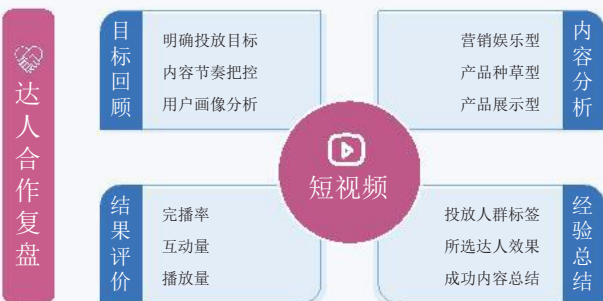 达人合作复盘
目标回顾
明确投放目标
内容节奏把控
用户画像分析
内容分析
营销娱乐型
产品种草型
产品展示型
短视频
结果评价
完播率
互动量
播放量
经验总结
投放人群标签
所选达人效果
成功内容总结